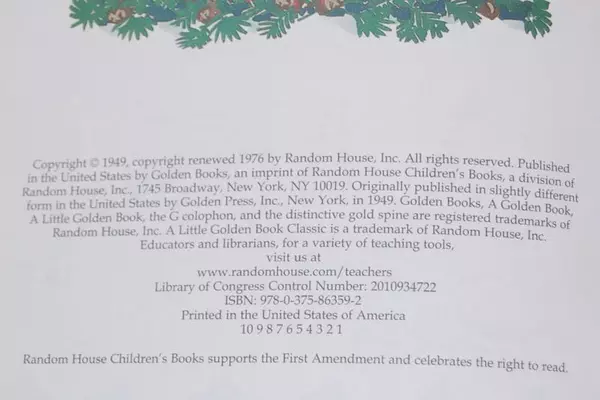 Copyright © 1949, copyright renewed 1976 by Random House, Inc. All rights reserved. Published
in the United States by Golden Books, an imprint of Random House Children's Books, a division of
Random House, Inc., 1745 Broadway, New York, NY 10019. Originally published in slightly different
form in the United States by Golden Press, Inc., New York, in 1949. Golden Books, A Golden Book,
A Little Golden Book, the G colophon, and the distinctive gold spine are registered trademarks of
Random House, Inc. A Little Golden Book Classic is a trademark of Random House, Inc.
Educators and librarians, for a variety of teaching tools,
visit us at
www.randomhouse.com/teachers
Library of Congress Control Number: 2010934722
ISBN: 978-0-375-86359-2
Printed in the United States of America
10 9 8 7 6 5 4 3 2 1
Random House Children's Books supports the First Amendment and celebrates the right to read.